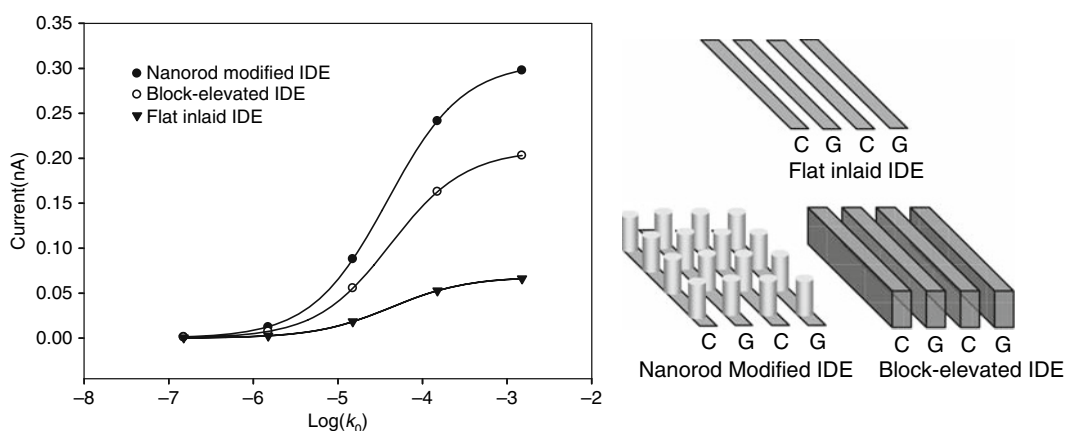 0.35
0.30
0.25
0.20
0.15
0.10
0.05
0.00
Current(nA)
Nanorod modified IDE
Block-elevated IDE
Flat inlaid IDE
–8 –7 –6 –5 –4 –3 –2
Log(k0)
C G C G
Flat inlaid IDE
C G C G
Nanorod Modified IDE
C G C G
Block-elevated IDE